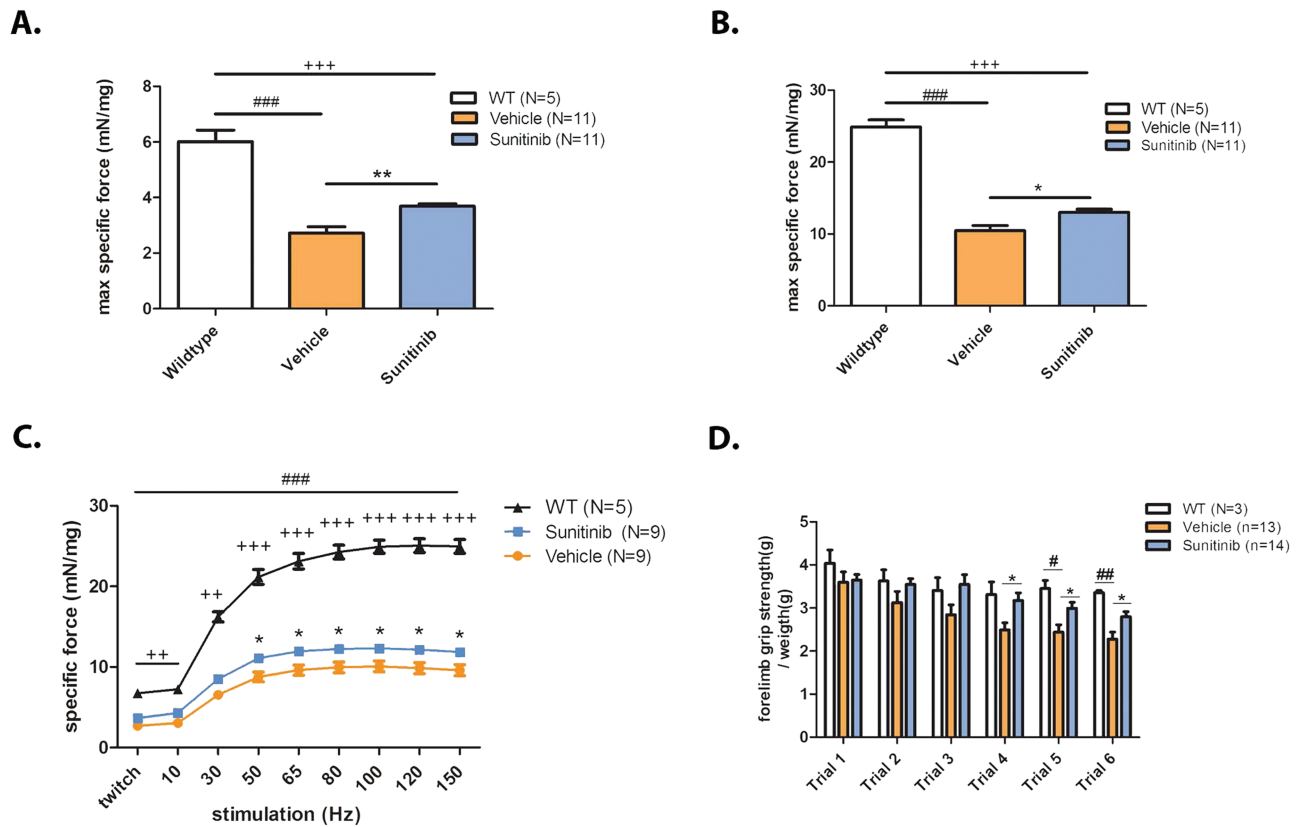 A.
max specific force (mN/mg)
8
6
4
2
0
+++
###
**
WT (N=5)
Vehicle (N=11)
Sunitinib (N=11)
Wildtype
Vehicle
Sunitinib
B.
max specific force (mN/mg)
30
20
10
0
+++
###
*
WT (N=5)
Vehicle (N=11)
Sunitinib (N=11)
Wildtype
Vehicle
Sunitinib
C.
specific force (mN/mg)
30
20
10
0
###
++
++
+++
+++
+++
+++
+++
+++
*
*
*
*
*
*
WT (N=5)
Sunitinib (N=9)
Vehicle (N=9)
twitch
10
30
50
65
80
100
120
150
stimulation (Hz)
D.
forelimb grip strength(g)
/ weigth(g)
5
4
3
2
1
0
*
#
*
##
*
WT (N=3)
Vehicle (n=13)
Sunitinib (n=14)
Trial 1
Trial 2
Trial 3
Trial 4
Trial 5
Trial 6